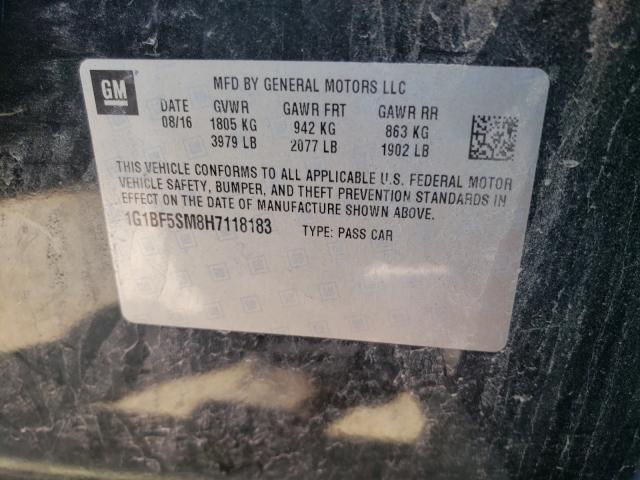 GM
MFD BY GENERAL MOTORS LLC
DATE GVWR GAWR FRT GAWR RR
08/16 1805 KG 942 KG 863 KG
3979 LB 2077 LB 1902 LB
THIS VEHICLE CONFORMS TO ALL APPLICABLE U.S. FEDERAL MOTOR
VEHICLE SAFETY, BUMPER, AND THEFT PREVENTION STANDARDS IN
EFFECT ON THE DATE OF MANUFACTURE SHOWN ABOVE.
1G1BF5SM8H7118183 TYPE: PASS CAR